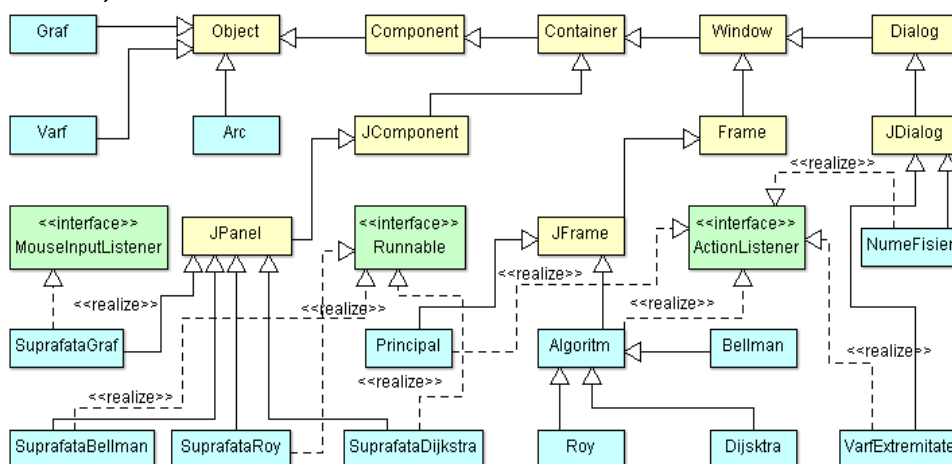 Graf
Object
Component
Container
Window
Dialog
Varf
Arc
JComponent
Frame
JDialog
<<realize>>
<<interface>>
MouseInputListener
JPanel
<<interface>>
Runnable
JFrame
<<interface>>
ActionListener
NumeFisier
<<realize>>
<<realize>>
<<realize>>
<<realize>>
SuprafataGraf
Principal
Algoritm
Bellman
<<realize>>
<<realize>>
<<realize>>
SuprafataBellman
SuprafataRoy
SuprafataDijkstra
Roy
Dijsktra
VarfExtremitate